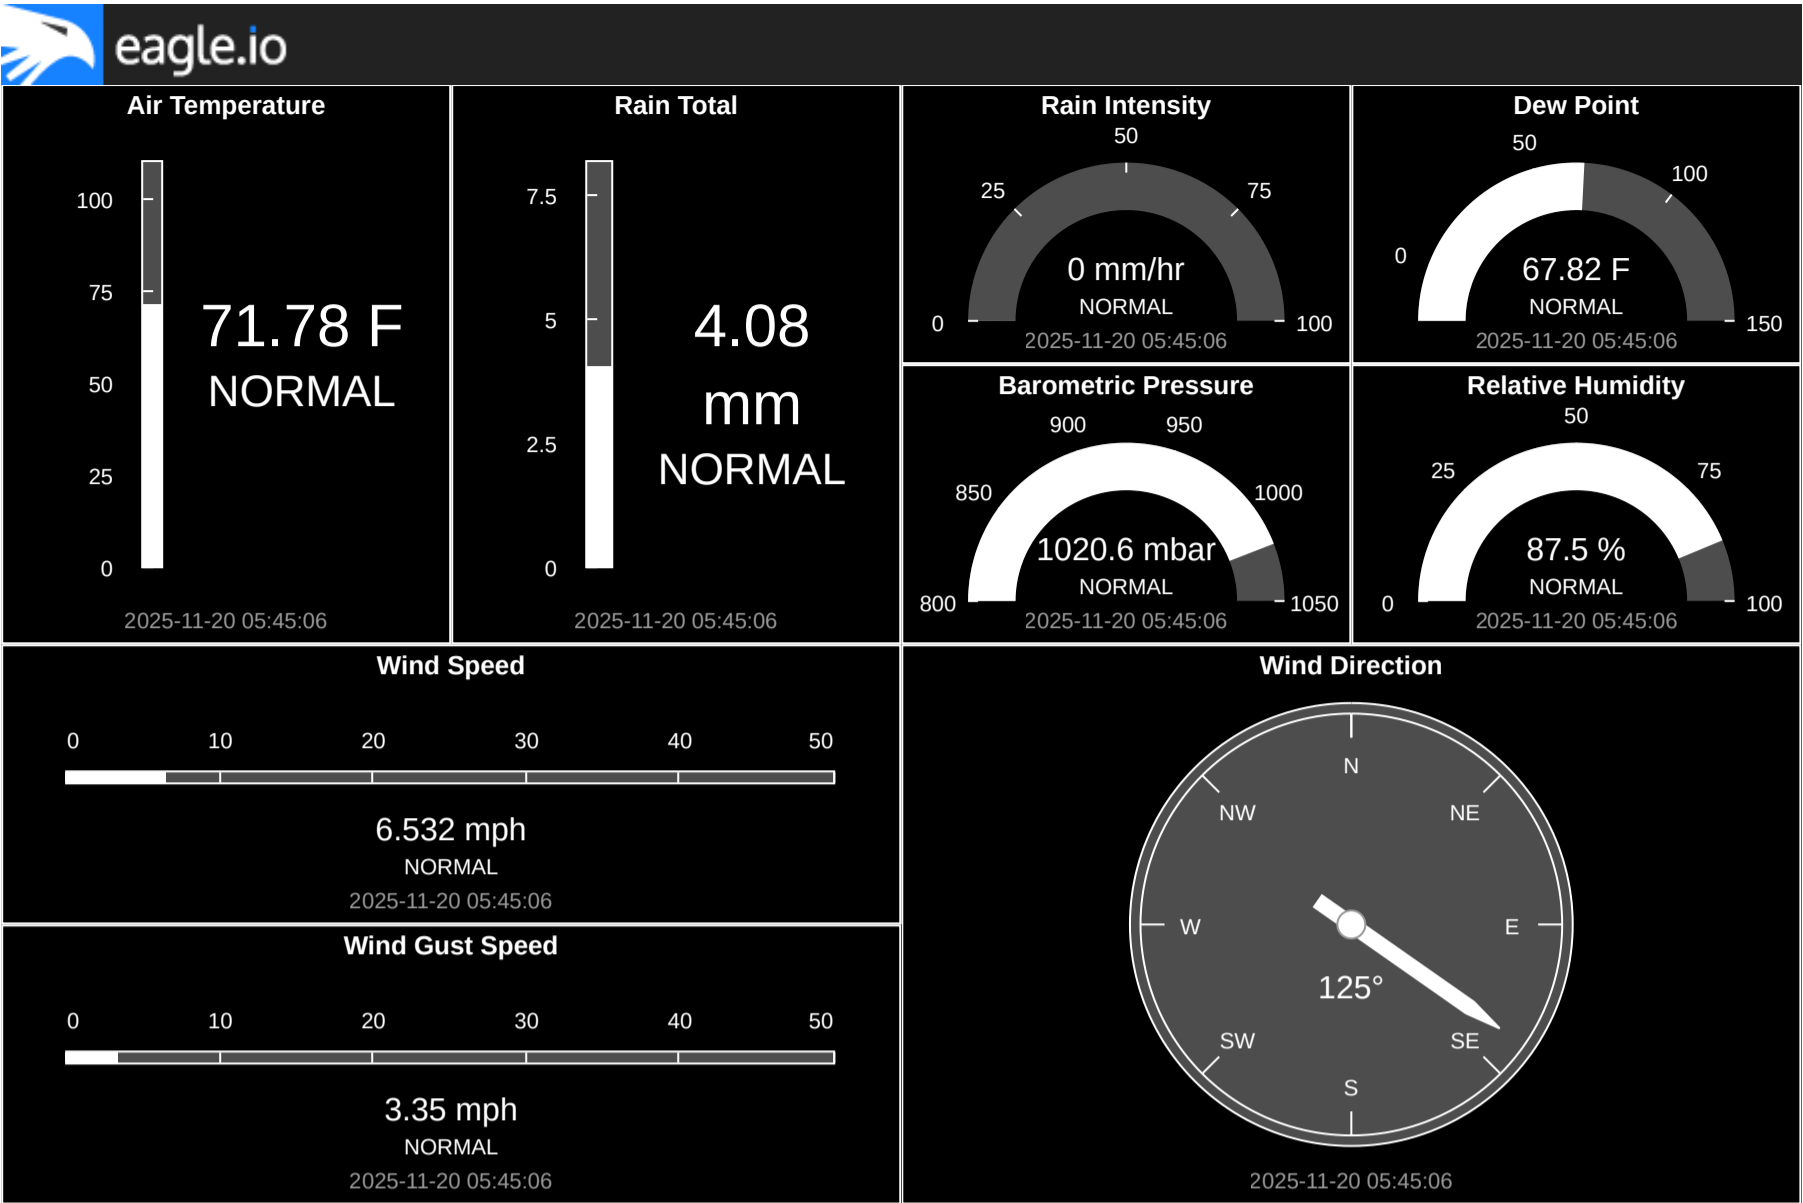 eagle.io
Air Temperature
100
75
50
25
0
71.78 F
NORMAL
2025-11-20 05:45:06
Rain Total
7.5
5
2.5
0
4.08
mm
NORMAL
2025-11-20 05:45:06
Rain Intensity
50
25 75
0 mm/hr
NORMAL
0 100
2025-11-20 05:45:06
Dew Point
50
100
0
67.82 F
NORMAL
150
2025-11-20 05:45:06
Barometric Pressure
900 950
850 1000
1020.6 mbar
NORMAL
800 1050
2025-11-20 05:45:06
Relative Humidity
50
25 75
87.5 %
NORMAL
0 100
2025-11-20 05:45:06
Wind Speed
0 10 20 30 40 50
6.532 mph
NORMAL
2025-11-20 05:45:06
Wind Gust Speed
0 10 20 30 40 50
3.35 mph
NORMAL
2025-11-20 05:45:06
Wind Direction
N
NW NE
W E
125°
SW SE
S
2025-11-20 05:45:06